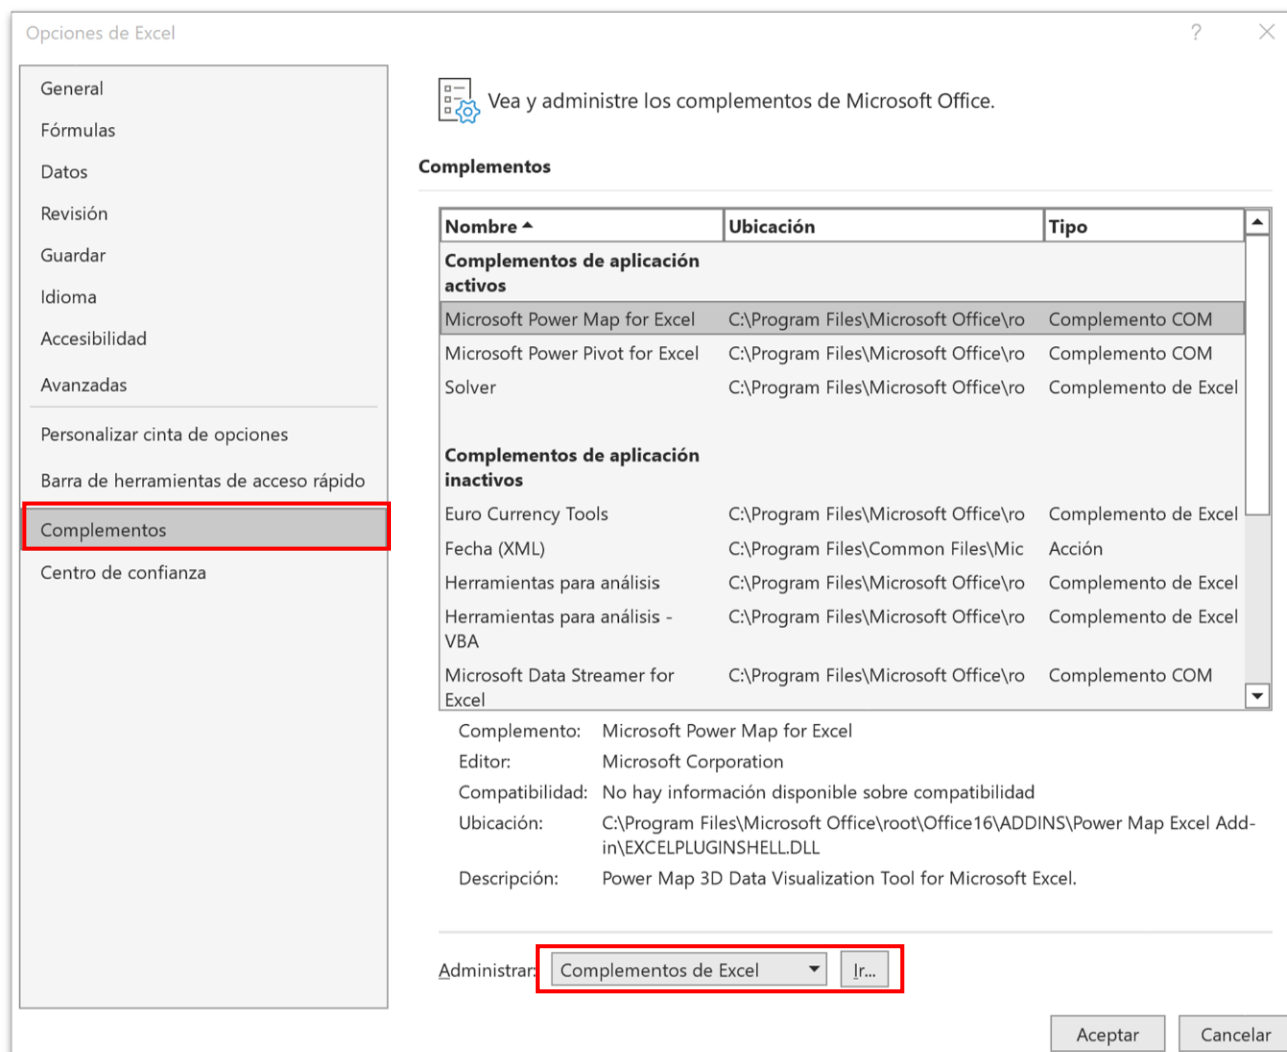 Opciones de Excel
?
General
Fórmulas
Datos
Revisión
Guardar
Idioma
Accesibilidad
Avanzadas
Personalizar cinta de opciones
Barra de herramientas de acceso rápido
Complementos
Centro de confianza
Vea y administre los complementos de Microsoft Office.
Complementos
Nombre Ubicación Tipo
Complementos de aplicación
activos
Microsoft Power Map for Excel C:\Program Files\Microsoft Office\ro Complemento COM
Microsoft Power Pivot for Excel C:\Program Files\Microsoft Office\ro Complemento COM
Solver C:\Program Files\Microsoft Office\ro Complemento de Excel
Complementos de aplicación
inactivos
Euro Currency Tools C:\Program Files\Microsoft Office\ro Complemento de Excel
Fecha (XML) C:\Program Files\Common Files\Mic Acción
Herramientas para análisis C:\Program Files\Microsoft Office\ro Complemento de Excel
Herramientas para análisis - C:\Program Files\Microsoft Office\ro Complemento de Excel
VBA
Microsoft Data Streamer for C:\Program Files\Microsoft Office\ro Complemento COM
Excel
Complemento: Microsoft Power Map for Excel
Editor: Microsoft Corporation
Compatibilidad: No hay información disponible sobre compatibilidad
Ubicación: C:\Program Files\Microsoft Office\root\Office16\ADDINS\Power Map Excel Add-
in\EXCELPLUGINSHELL.DLL
Descripción: Power Map 3D Data Visualization Tool for Microsoft Excel.
Administrar: Complementos de Excel Ir...
Aceptar Cancelar